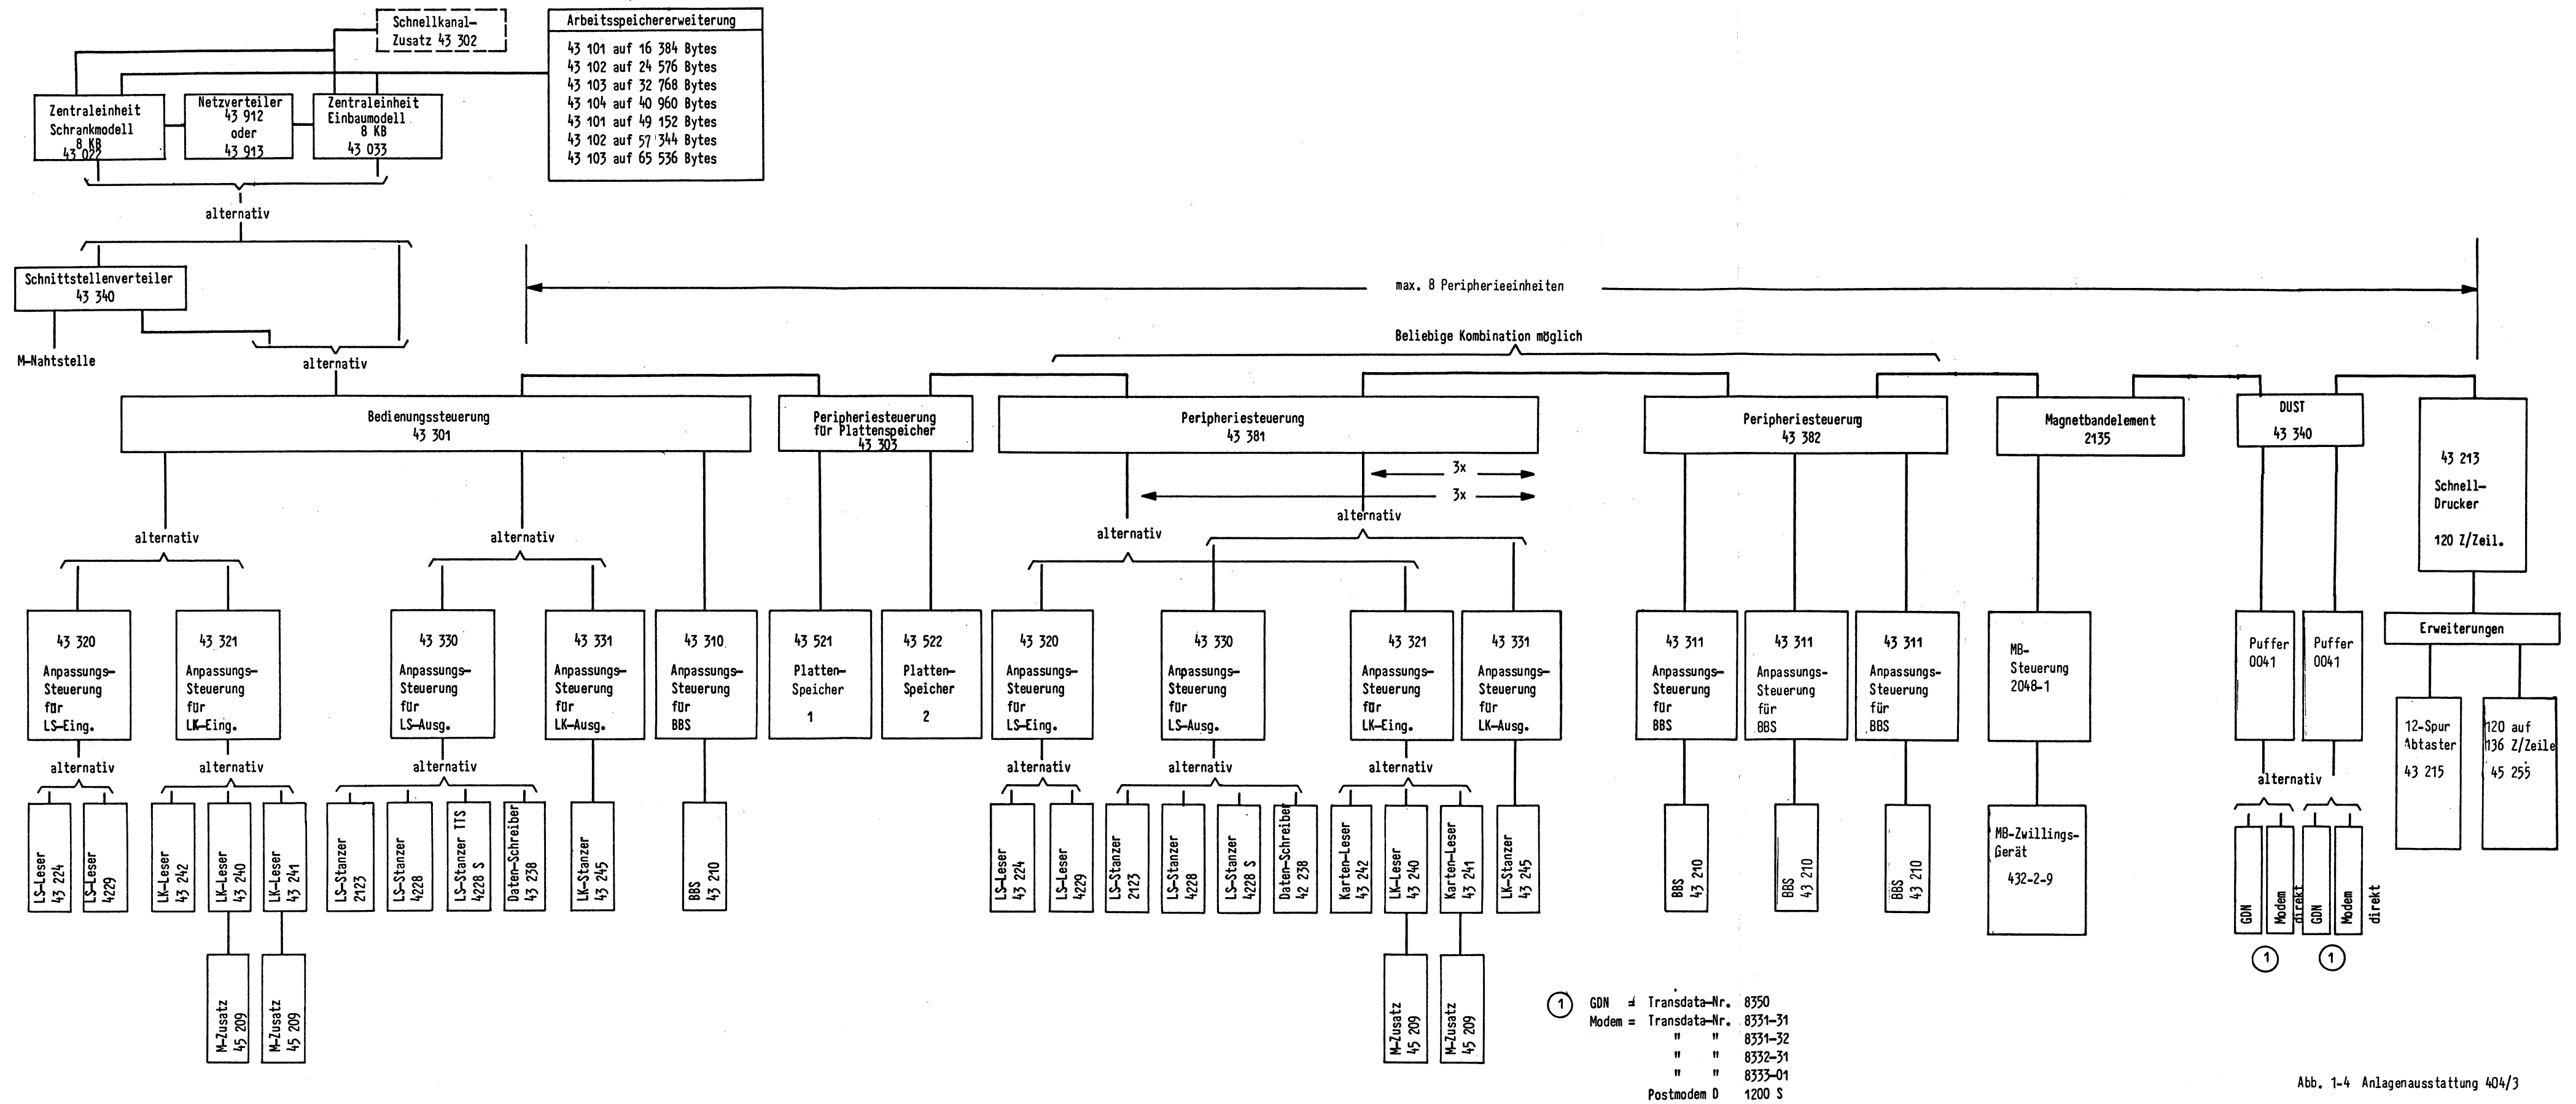 Schnellkanal-
Zusatz 43 302
Arbeitsspeichererweiterung
43 101 auf 16 384 Bytes
43 102 auf 24 576 Bytes
43 103 auf 32 768 Bytes
43 104 auf 40 960 Bytes
43 101 auf 49 152 Bytes
43 102 auf 57 344 Bytes
43 103 auf 65 536 Bytes
Zentraleinheit
Schrankmodell
8 KB
43 022
Netzverteiler
43 912
oder
43 913
Zentraleinheit
Einbaumodell
8 KB
43 033
alternativ
Schnittstellenverteiler
43 340
M-Nahtstelle
alternativ
max. 8 Peripherieeinheiten
Beliebige Kombination möglich
Bedienungssteuerung
43 301
Peripheriesteuerung
für Plattenspeicher
43 303
Peripheriesteuerung
43 381
Peripheriesteuerung
43 382
Magnetbandelement
2135
DUST
43 340
43 213
Schnell-
Drucker
120 Z/Zeil.
3x
3x
alternativ
alternativ
alternativ
alternativ
43 320
Anpassungs-
Steuerung
für
LS-Eing.
43 321
Anpassungs-
Steuerung
für
LK-Eing.
43 330
Anpassungs-
Steuerung
für
LS-Ausg.
43 331
Anpassungs-
Steuerung
für
LK-Ausg.
43 310
Anpassungs-
Steuerung
für
BBS
43 521
Platten-
Speicher
1
43 522
Platten-
Speicher
2
43 320
Anpassungs-
Steuerung
für
LS-Eing.
43 330
Anpassungs-
Steuerung
für
LS-Ausg.
43 321
Anpassungs-
Steuerung
für
LK-Eing.
43 331
Anpassungs-
Steuerung
für
LK-Ausg.
43 311
Anpassungs-
Steuerung
für
BBS
43 311
Anpassungs-
Steuerung
für
BBS
43 311
Anpassungs-
Steuerung
für
BBS
MB-
Steuerung
2048-1
Puffer
0041
Puffer
0041
Erweiterungen
12-Spur
Abtaster
43 215
120 auf
136 Z/Zeile
45 255
alternativ
alternativ
alternativ
alternativ
alternativ
alternativ
alternativ
LS-Leser
43 224
LS-Leser
4229
LK-Leser
43 242
LK-Leser
43 240
LK-Leser
43 241
LS-Stanzer
2123
LS-Stanzer
4228
LS-Stanzer TTS
4228 S
Daten-Schreiber
43 238
LK-Stanzer
43 245
BBS
43 210
LS-Leser
43 224
LS-Leser
4229
LS-Stanzer
2123
LS-Stanzer
4228
LS-Stanzer
4228 S
Daten-Schreiber
42 238
Karten-Leser
43 242
LK-Leser
43 240
Karten-Leser
43 241
LK-Stanzer
43 245
BBS
43 210
BBS
43 210
BBS
43 210
MB-Zwillings-
Gerät
432-2-9
GDN
Modem
direkt
GDN
Modem
direkt
1
1
M-Zusatz
45 209
M-Zusatz
45 209
M-Zusatz
45 209
M-Zusatz
45 209
1 GDN = Transdata-Nr. 8350
Modem = Transdata-Nr. 8331-31
" " 8331-32
" " 8332-31
" " 8333-01
Postmodem D 1200 S
Abb. 1-4 Anlagenausstattung 404/3